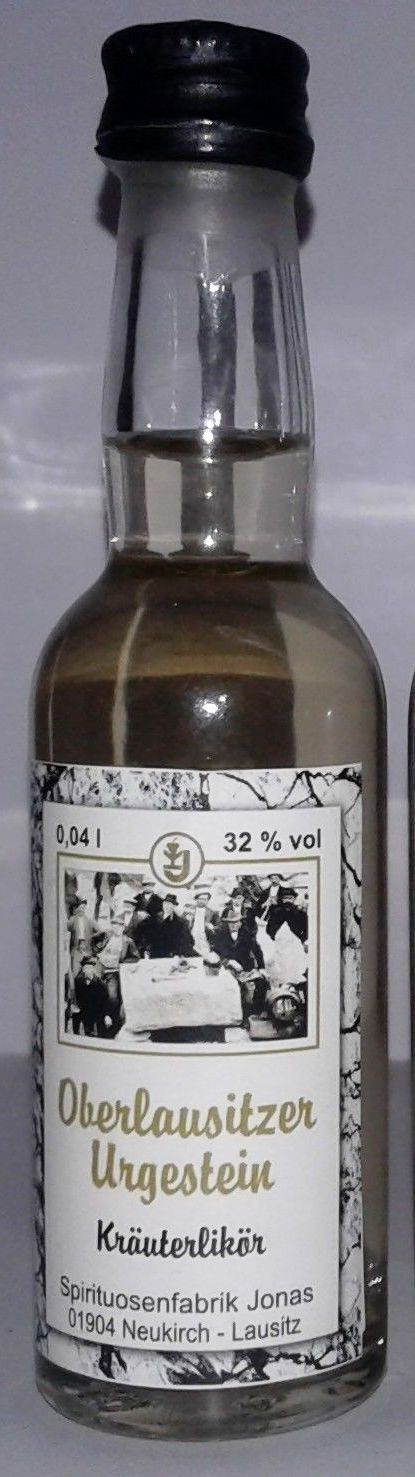 0,04 l 32 % vol
Oberlausitzer
Urgestein
Kräuterlikör
Spirituosenfabrik Jonas
01904 Neukirch - Lausitz